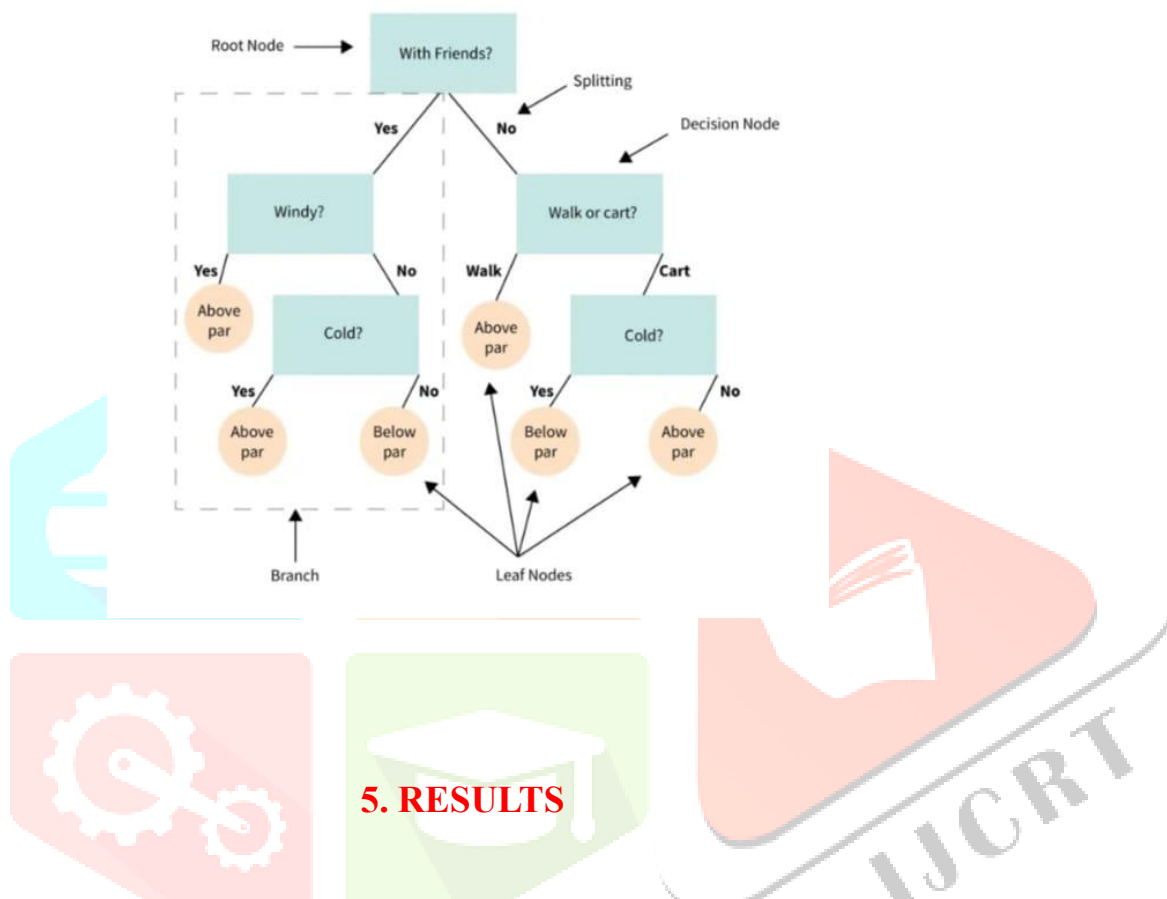 Root Node
With Friends?
Splitting
Yes
No
Decision Node
Windy?
Walk or cart?
Yes
No
Walk
Cart
Above
par
Cold?
Above
par
Cold?
Yes
No
Yes
No
Above
par
Below
par
Below
par
Above
par
Branch
Leaf Nodes
5. RESULTS
IJCRT